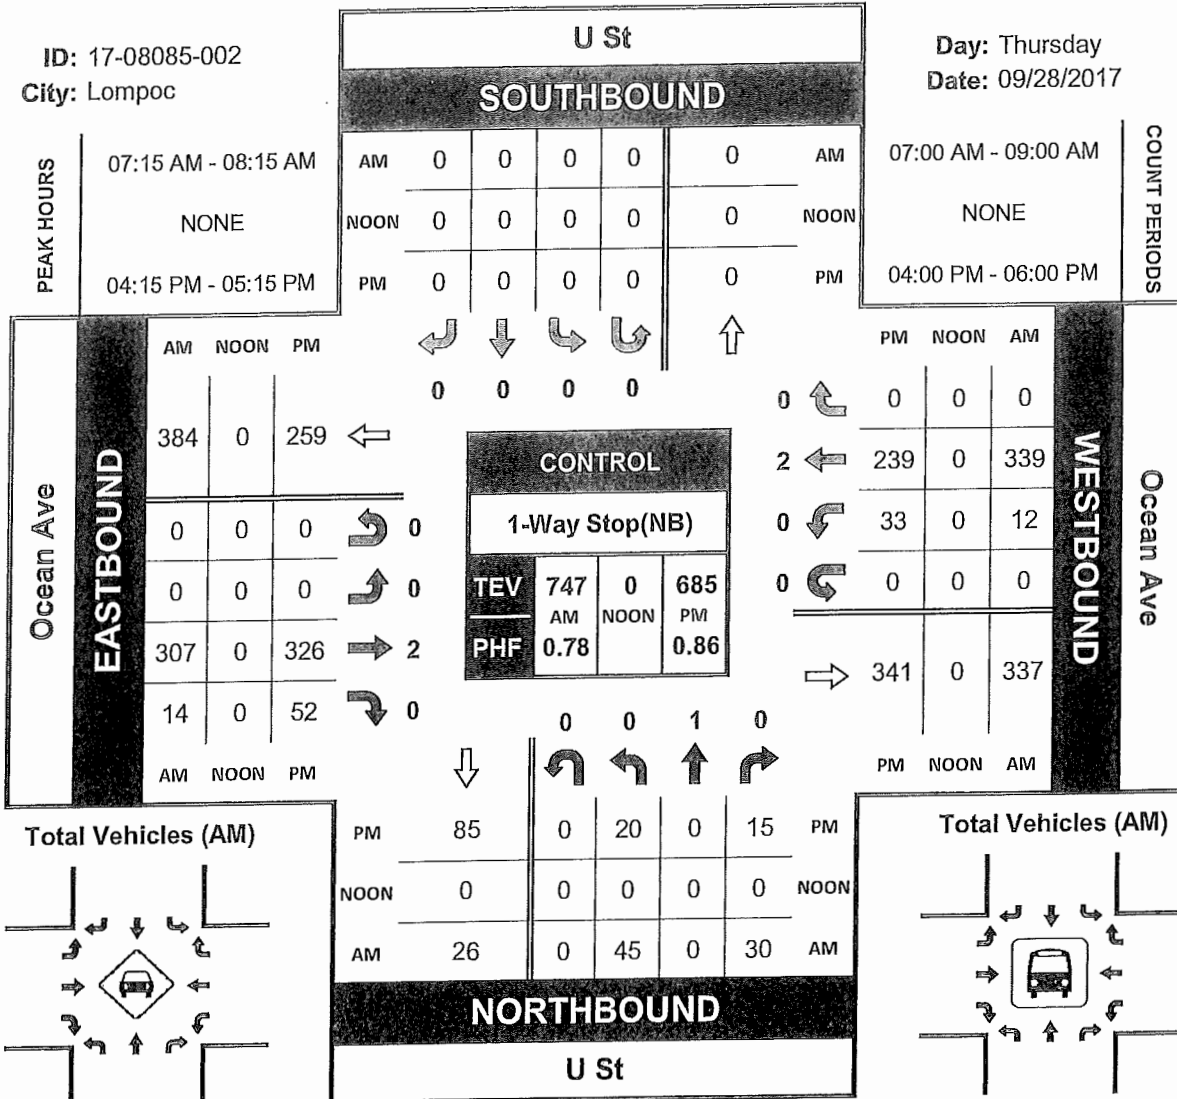 U St
ID: 17-08085-002
City: Lompoc
Day: Thursday
Date: 09/28/2017
SOUTHBOUND
PEAK HOURS
07:15 AM - 08:15 AM
NONE
04:15 PM - 05:15 PM
AM 0 0 0 0 0 AM
NOON 0 0 0 0 0 NOON
PM 0 0 0 0 0 PM
07:00 AM - 09:00 AM
NONE
04:00 PM - 06:00 PM
COUNT PERIODS
0 0 0 0
Ocean Ave
EASTBOUND
AM NOON PM
384 0 259
0 0 0 0
0 0 0 0
307 0 326 2
14 0 52 0
AM NOON PM
CONTROL
1-Way Stop(NB)
TEV 747 0 685
AM NOON PM
PHF 0.78 0.86
PM NOON AM
0 0 0 0
2 239 0 339
0 33 0 12
0 0 0 0
341 0 337
PM NOON AM
WESTBOUND
Ocean Ave
0 0 1 0
PM 85 0 20 0 15 PM
NOON 0 0 0 0 0 NOON
AM 26 0 45 0 30 AM
NORTHBOUND
U St
Total Vehicles (AM)
Total Vehicles (AM)